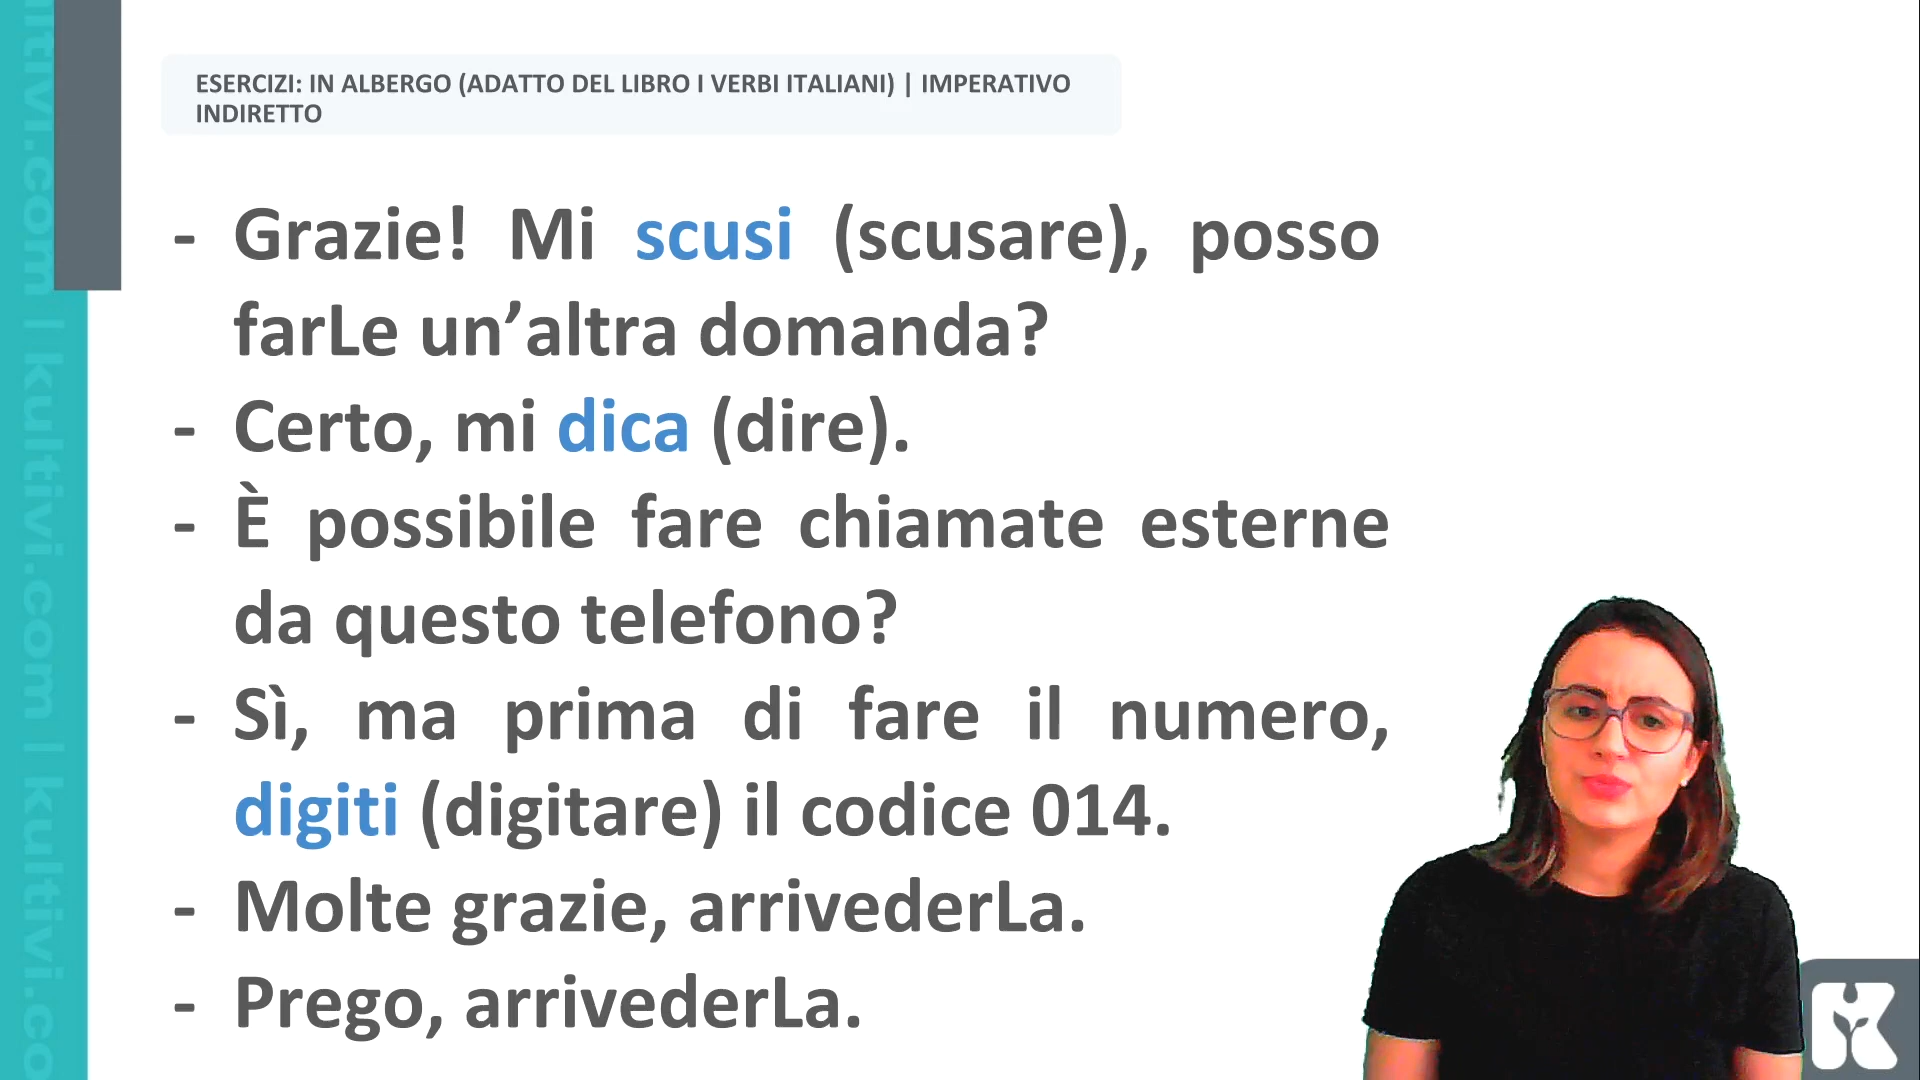 ESERCIZI: IN ALBERGO (ADATTO DEL LIBRO I VERBI ITALIANI) | IMPERATIVO
INDIRETTO
- Grazie! Mi scusi (scusare), posso
farLe un’altra domanda?
- Certo, mi dica (dire).
- È possibile fare chiamate esterne
da questo telefono?
- Sì, ma prima di fare il numero,
digiti (digitare) il codice 014.
- Molte grazie, arrivederLa.
- Prego, arrivederLa.
kultivi.com | kultivi.com | kultivi.co